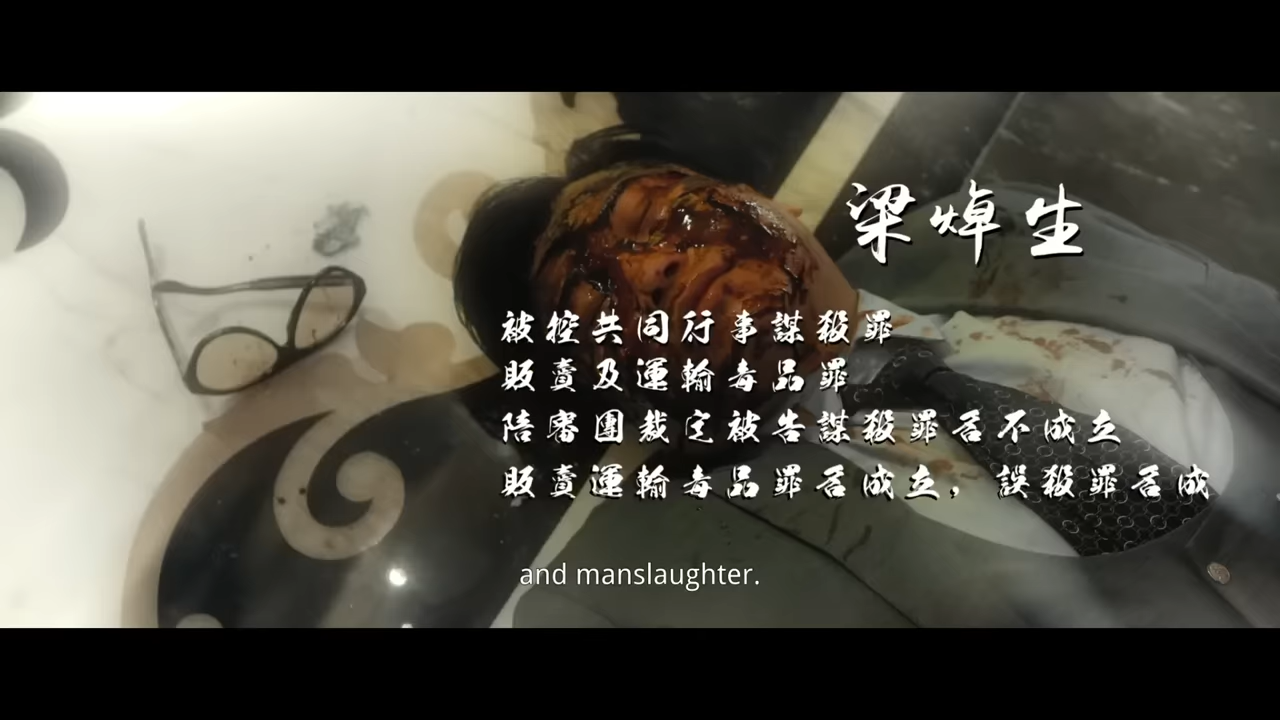 梁焯生
被控共同行事謀殺罪
販賣及運輸毒品罪
陪審團裁定被告謀殺罪名不成立
販賣運輸毒品罪名成立，誤殺罪名成
and manslaughter.